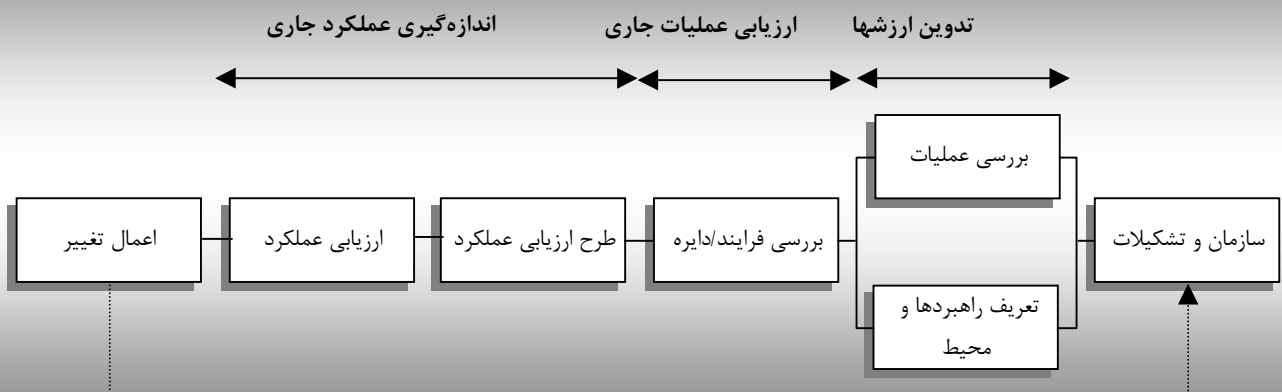 تدوین ارزشها
ارزیابی عملیات جاری
اندازه‌گیری عملکرد جاری
سازمان و تشکیلات
بررسی عملیات
تعریف راهبردها و
محیط
بررسی فرایند/دایره
طرح ارزیابی عملکرد
ارزیابی عملکرد
اعمال تغییر